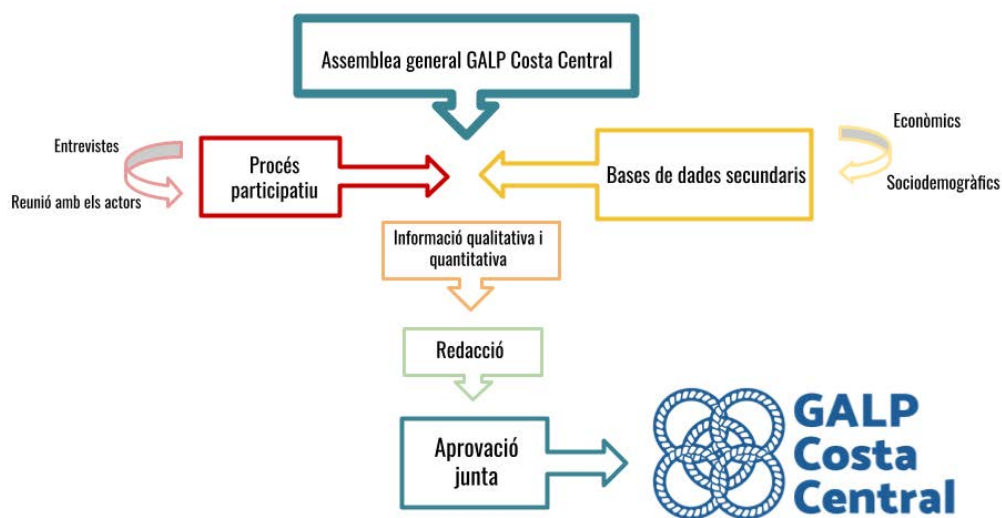 Assemblea general GALP Costa Central
Entrevistes
Reunió amb els actors
Procés
participatiu
Bases de dades secundaris
Econòmics
Sociodemogràfics
Informació qualitativa i
quantitativa
Redacció
Aprovació
junta
GALP
Costa
Central